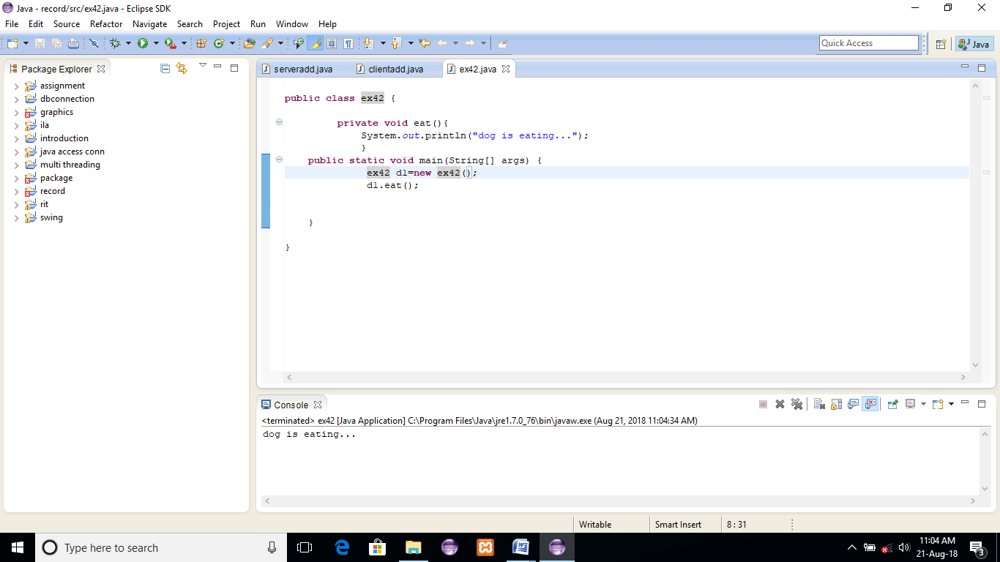 Java - record/src/ex42.java - Eclipse SDK
File Edit Source Refactor Navigate Search Project Run Window Help
Quick Access
Java
Package Explorer
serveradd.java clientadd.java ex42.java
assignment
dbconnection
graphics
ila
introduction
java access conn
multi threading
package
record
rit
swing
public class ex42 {
private void eat(){
System.out.println("dog is eating...");
}
public static void main(String[] args) {
ex42 d1=new ex42();
d1.eat();
}
}
Console
<terminated> ex42 [Java Application] C:\Program Files\Java\jre1.7.0_76\bin\javaw.exe (Aug 21, 2018 11:04:34 AM)
dog is eating...
Writable Smart Insert 8 : 31
Type here to search
11:04 AM
21-Aug-18
3